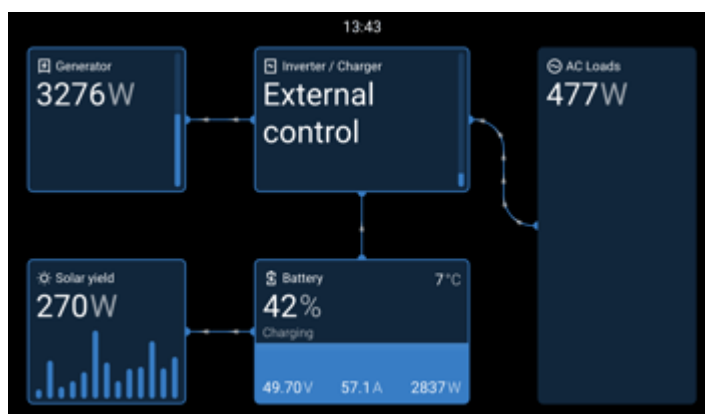 13:43
Generator
3276W
Inverter / Charger
External
control
AC Loads
477W
Solar yield
270W
Battery
7°C
42%
Charging
49.70V 57.1A 2837W